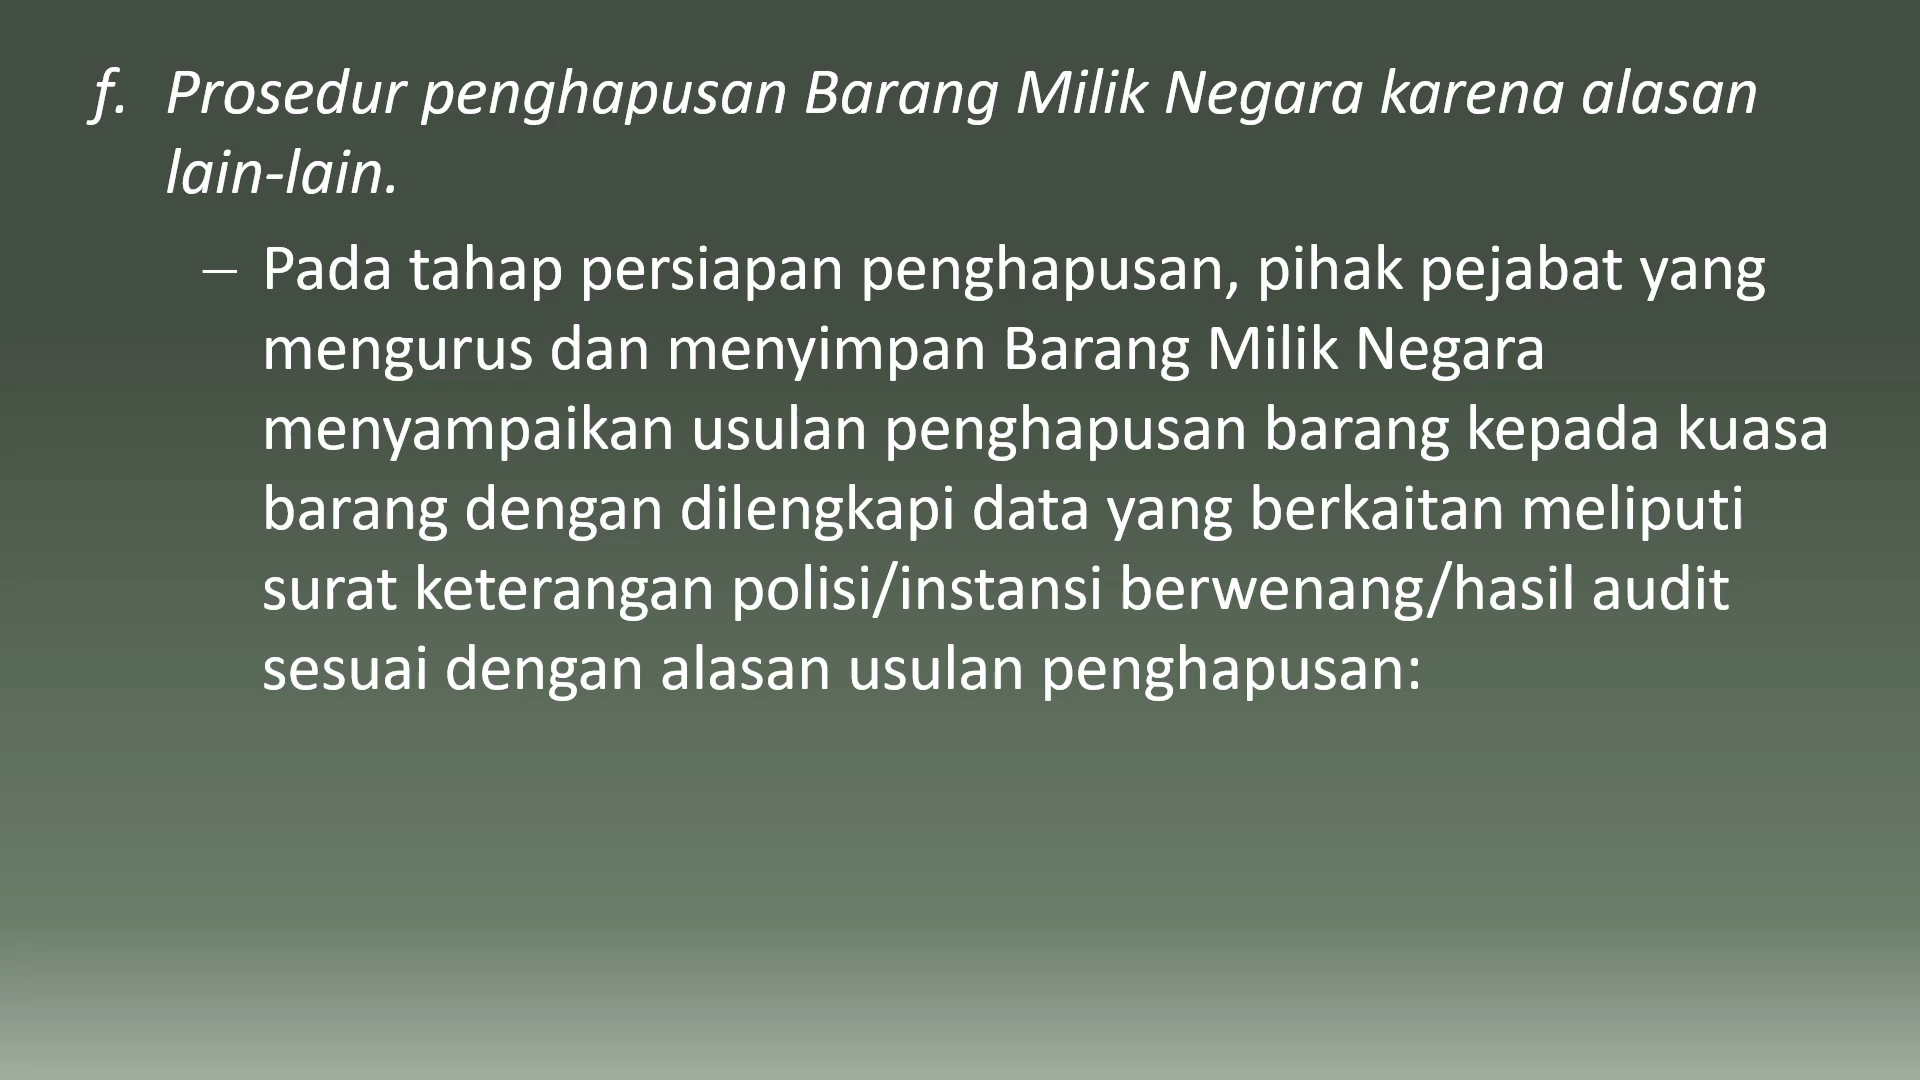 f. Prosedur penghapusan Barang Milik Negara karena alasan
lain-lain.
– Pada tahap persiapan penghapusan, pihak pejabat yang
mengurus dan menyimpan Barang Milik Negara
menyampaikan usulan penghapusan barang kepada kuasa
barang dengan dilengkapi data yang berkaitan meliputi
surat keterangan polisi/instansi berwenang/hasil audit
sesuai dengan alasan usulan penghapusan: